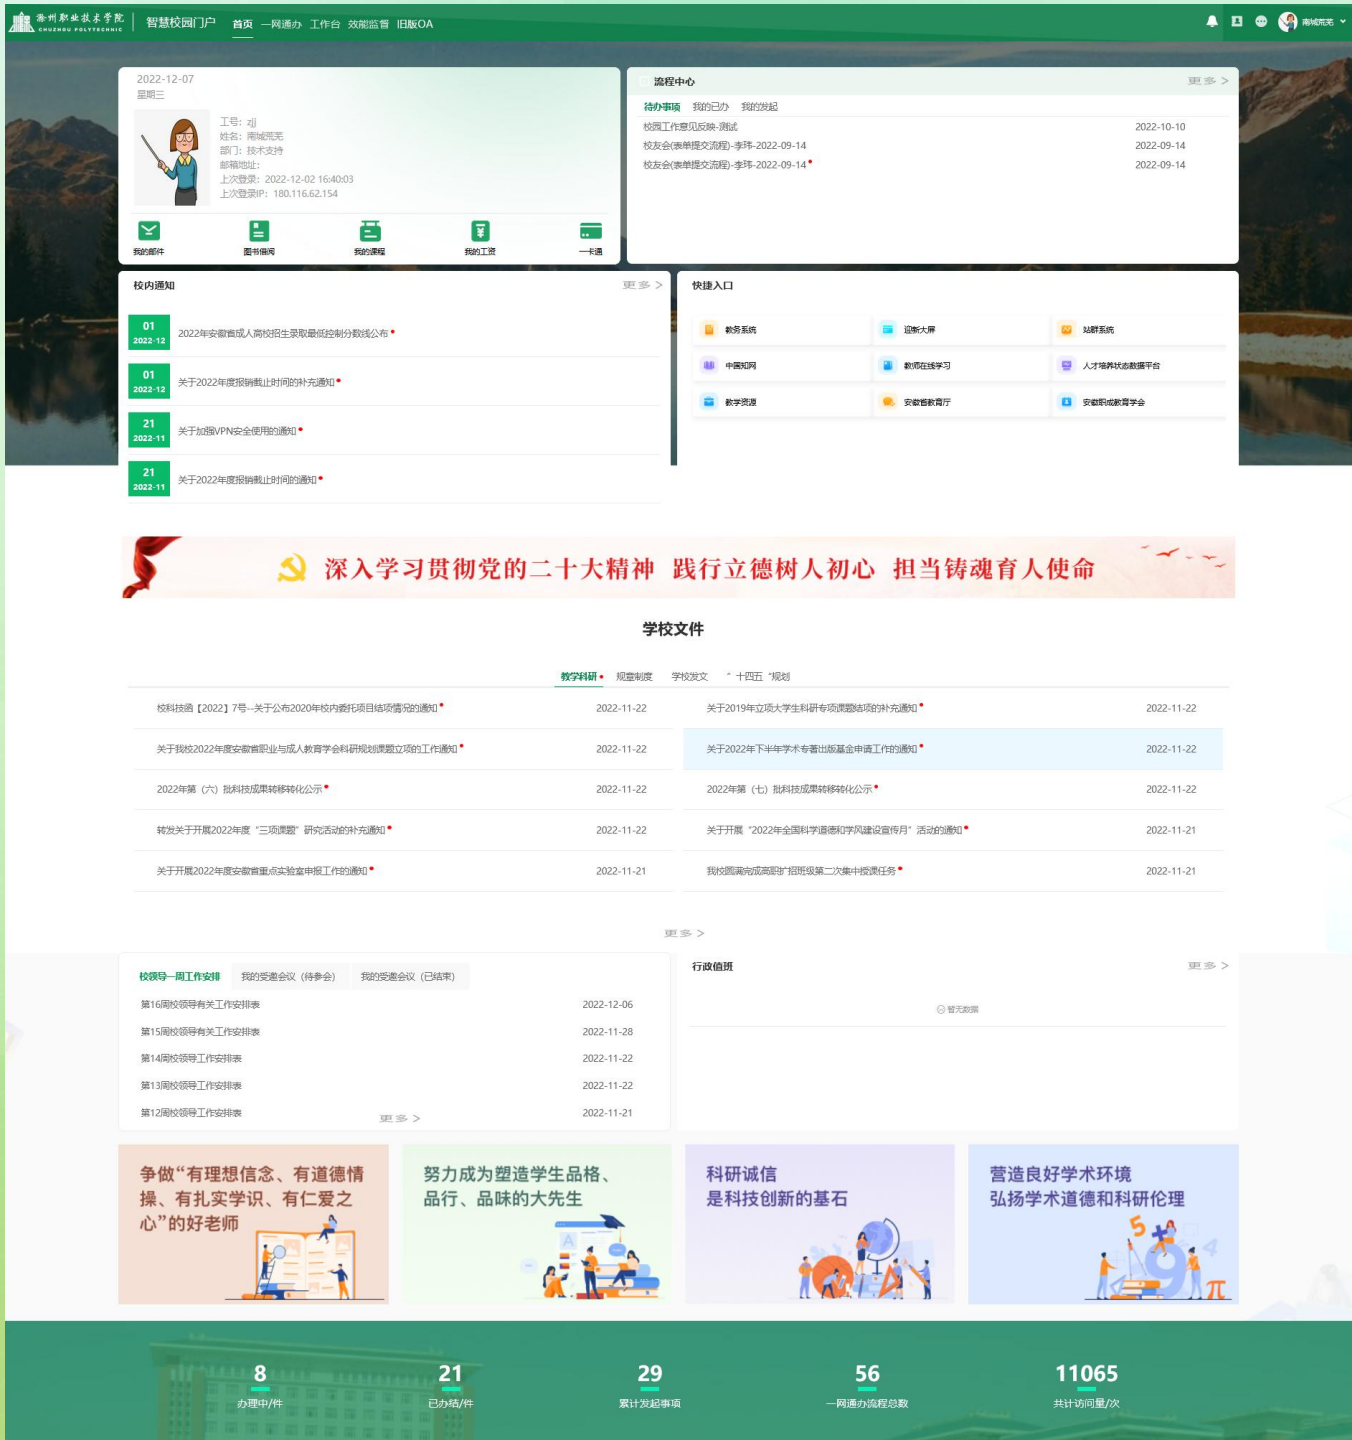 滁州职业技术学院
CHUZHOU POLYTECHNIC
智慧校园门户 首页 一网通办 工作台 效能监督 旧版OA
南城荒芜
2022-12-07
星期三
工号：zjj
姓名：南城荒芜
部门：技术支持
邮箱地址：
上次登录：2022-12-02 16:40:03
上次登录IP：180.116.62.154
我的邮件 图书借阅 我的课程 我的工资 一卡通
流程中心 更多 >
待办事项 我的已办 我的发起
校园工作意见反映-测试 2022-10-10
校友会(表单提交流程)-李玮-2022-09-14 2022-09-14
校友会(表单提交流程)-李玮-2022-09-14 2022-09-14
校内通知 更多 >
01
2022-12
2022年安徽省成人高校招生录取最低控制分数线公布
01
2022-12
关于2022年度报销截止时间的补充通知
21
2022-11
关于加强VPN安全使用的通知
21
2022-11
关于2022年度报销截止时间的通知
快捷入口
教务系统 迎新大屏 站群系统
中国知网 教师在线学习 人才培养状态数据平台
教学资源 安徽省教育厅 安徽职成教育学会
深入学习贯彻党的二十大精神 践行立德树人初心 担当铸魂育人使命
学校文件
教学科研 规章制度 学校发文 “ 十四五 “规划
校科技函【2022】7号--关于公布2020年校内委托项目结项情况的通知 2022-11-22
关于2019年立项大学生科研专项课题结项的补充通知 2022-11-22
关于我校2022年度安徽省职业与成人教育学会科研规划课题立项的工作通知 2022-11-22
关于2022年下半年学术专著出版基金申请工作的通知 2022-11-22
2022年第（六）批科技成果转移转化公示 2022-11-22
2022年第（七）批科技成果转移转化公示 2022-11-22
转发关于开展2022年度“三项课题”研究活动的补充通知 2022-11-22
关于开展“2022年全国科学道德和学风建设宣传月”活动的通知 2022-11-21
关于开展2022年度安徽省重点实验室申报工作的通知 2022-11-21
我校圆满完成高职扩招班级第二次集中授课任务 2022-11-21
更多 >
校领导一周工作安排 我的受邀会议（待参会） 我的受邀会议（已结束）
第16周校领导有关工作安排表 2022-12-06
第15周校领导有关工作安排表 2022-11-28
第14周校领导工作安排表 2022-11-22
第13周校领导工作安排表 2022-11-22
第12周校领导工作安排表 2022-11-21
更多 >
行政值班 更多 >
暂无数据
争做“有理想信念、有道德情
操、有扎实学识、有仁爱之
心”的好老师
努力成为塑造学生品格、
品行、品味的大先生
A
科研诚信
是科技创新的基石
营造良好学术环境
弘扬学术道德和科研伦理
5 + 9 4 π
8 21 29 56 11065
办理中/件 已办结/件 累计发起事项 一网通办流程总数 共计访问量/次